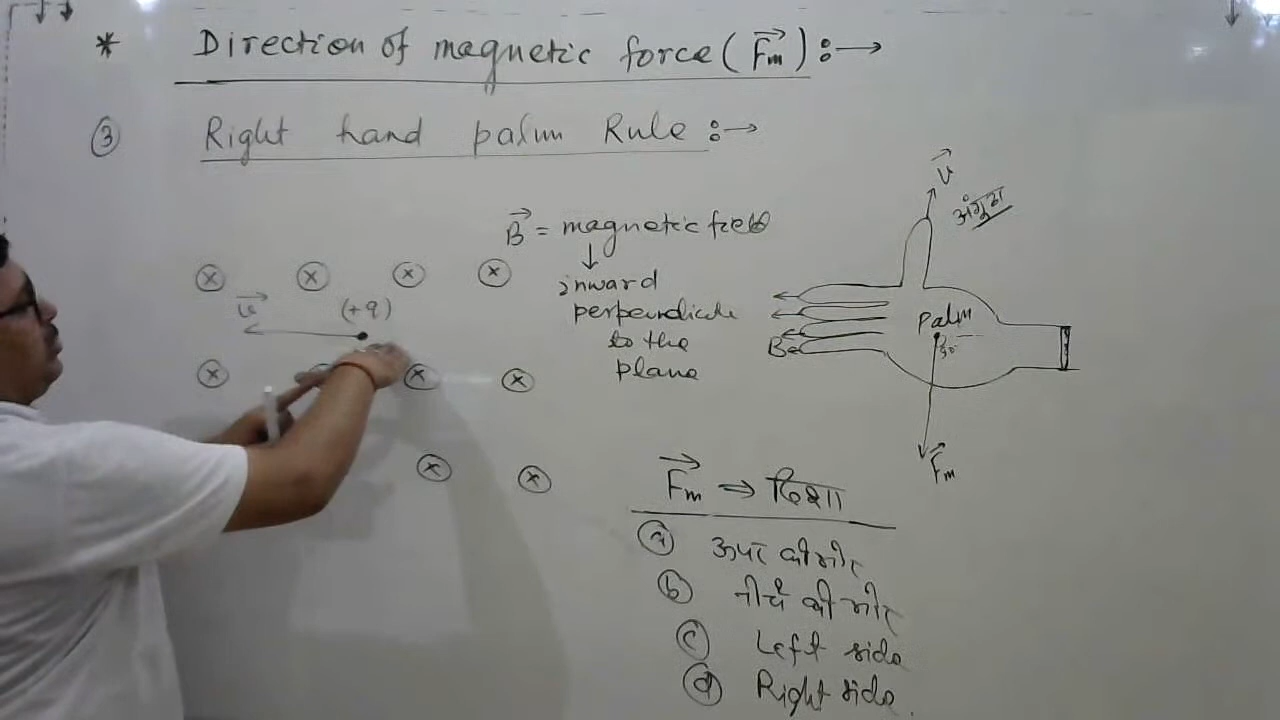 * Direction of magnetic force (F⃗m) :→
③ Right hand palm Rule :→
B⃗ = magnetic field
↓
inward
perpendicular
to the
plane
v⃗ (+q)
v⃗
अंगुठा
Palm
90°
B⃗
F⃗m
F⃗m ⇒ दिशा
ⓐ ऊपर की ओर
ⓑ नीचे की ओर
ⓒ Left side
ⓓ Right side.